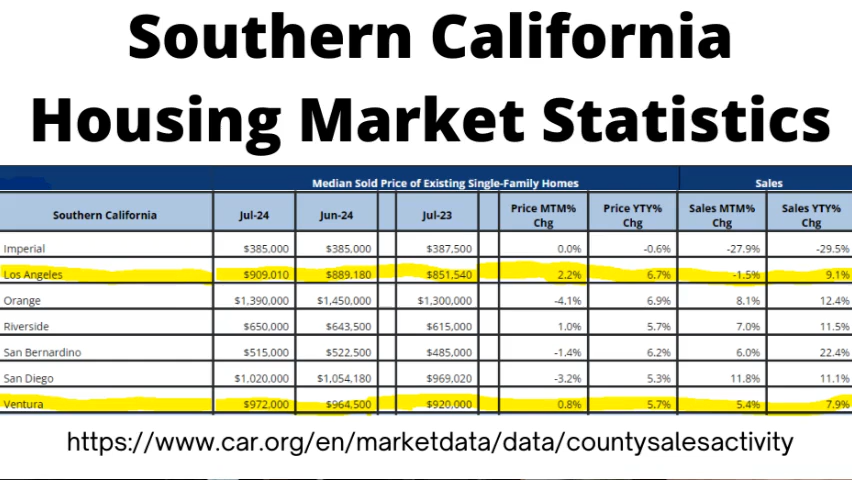 Southern California
Housing Market Statistics
Median Sold Price of Existing Single-Family Homes Sales
Southern California Jul-24 Jun-24 Jul-23 Price MTM% Chg Price YTY% Chg Sales MTM% Chg Sales YTY% Chg
Imperial $385,000 $385,000 $387,500 0.0% -0.6% -27.9% -29.5%
Los Angeles $909,010 $889,180 $851,540 2.2% 6.7% -1.5% 9.1%
Orange $1,390,000 $1,450,000 $1,300,000 -4.1% 6.9% 8.1% 12.4%
Riverside $650,000 $643,500 $615,000 1.0% 5.7% 7.0% 11.5%
San Bernardino $515,000 $522,500 $485,000 -1.4% 6.2% 6.0% 22.4%
San Diego $1,020,000 $1,054,180 $969,020 -3.2% 5.3% 11.8% 11.1%
Ventura $972,000 $964,500 $920,000 0.8% 5.7% 5.4% 7.9%
https://www.car.org/en/marketdata/data/countysalesactivity